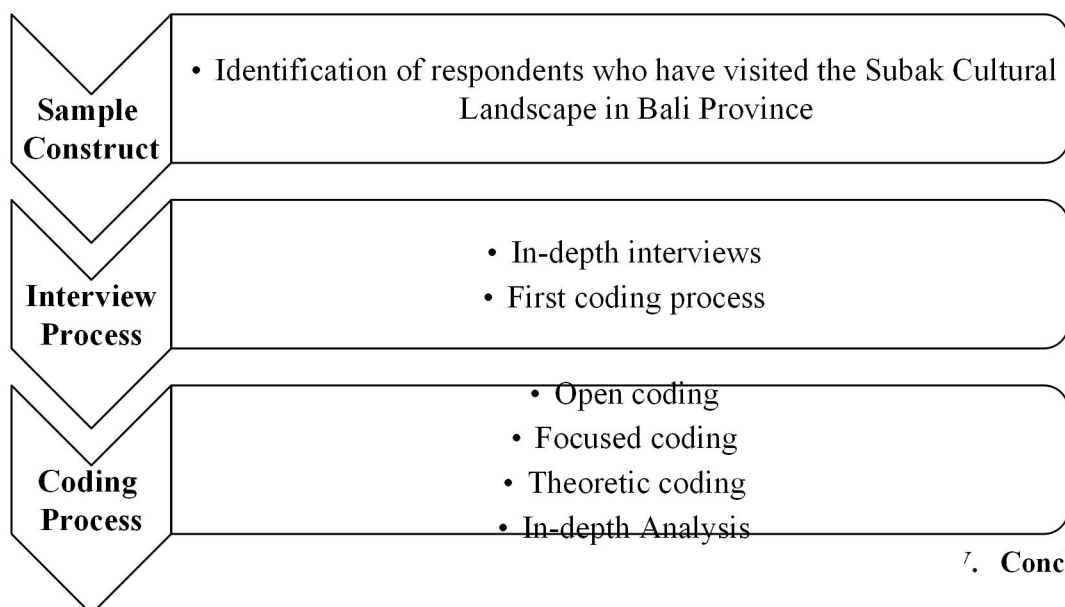 Sample
Construct
• Identification of respondents who have visited the Subak Cultural
Landscape in Bali Province
Interview
Process
• In-depth interviews
• First coding process
Coding
Process
• Open coding
• Focused coding
• Theoretic coding
• In-depth Analysis